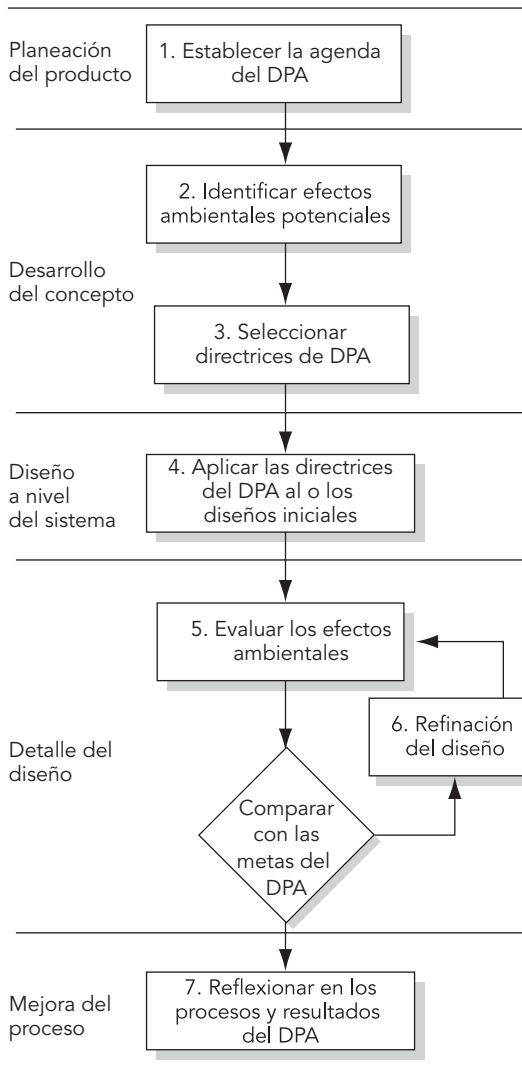 Planeación
del producto
1. Establecer la agenda
del DPA
2. Identificar efectos
ambientales potenciales
Desarrollo
del concepto
3. Seleccionar
directrices de DPA
Diseño
a nivel
del sistema
4. Aplicar las directrices
del DPA al o los
diseños iniciales
5. Evaluar los efectos
ambientales
6. Refinación
del diseño
Detalle del
diseño
Comparar
con las
metas del
DPA
Mejora del
proceso
7. Reflexionar en los
procesos y resultados
del DPA